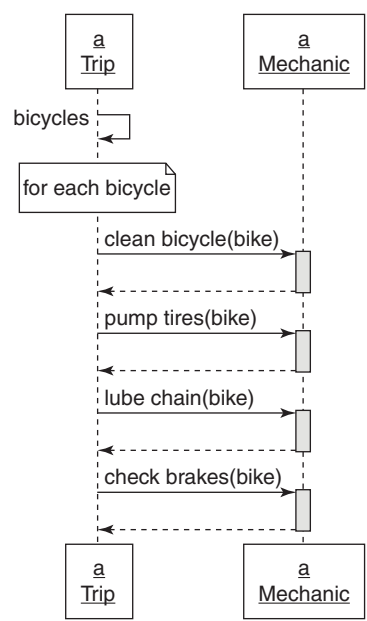 a
Trip
a
Mechanic
bicycles
for each bicycle
clean bicycle(bike)
pump tires(bike)
lube chain(bike)
check brakes(bike)
a
Trip
a
Mechanic